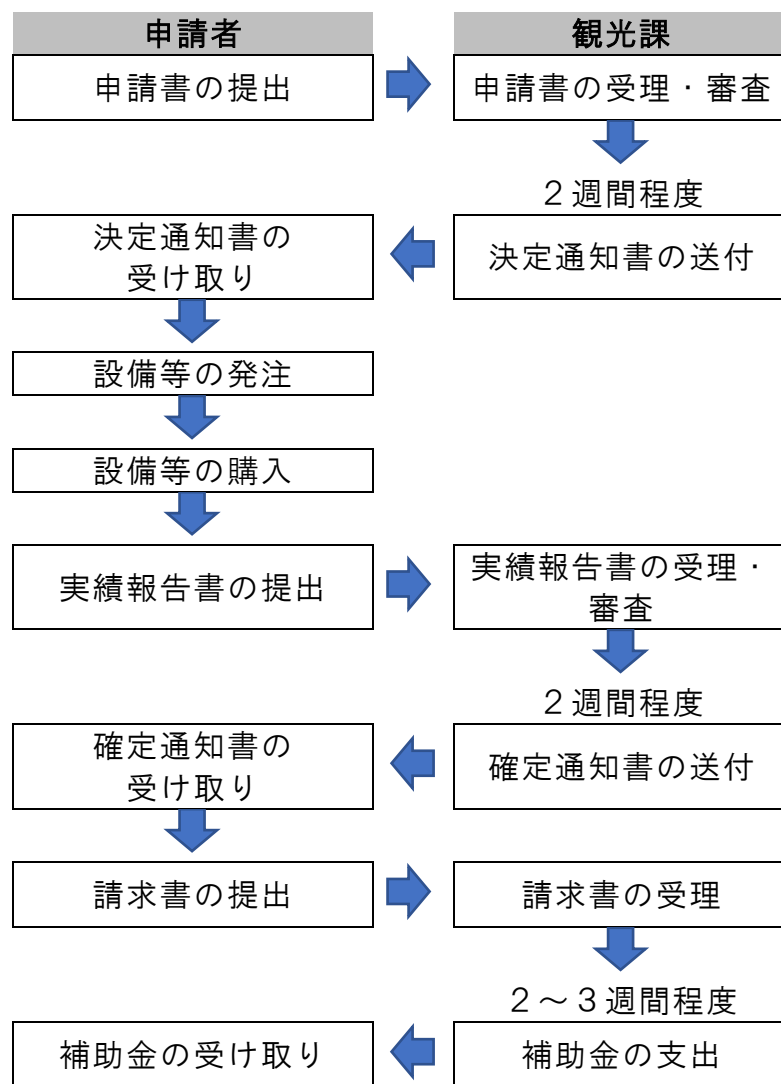 申請者
観光課
申請書の提出
申請書の受理・審査
２週間程度
決定通知書の
受け取り
決定通知書の送付
設備等の発注
設備等の購入
実績報告書の提出
実績報告書の受理・
審査
２週間程度
確定通知書の
受け取り
確定通知書の送付
請求書の提出
請求書の受理
２～３週間程度
補助金の受け取り
補助金の支出